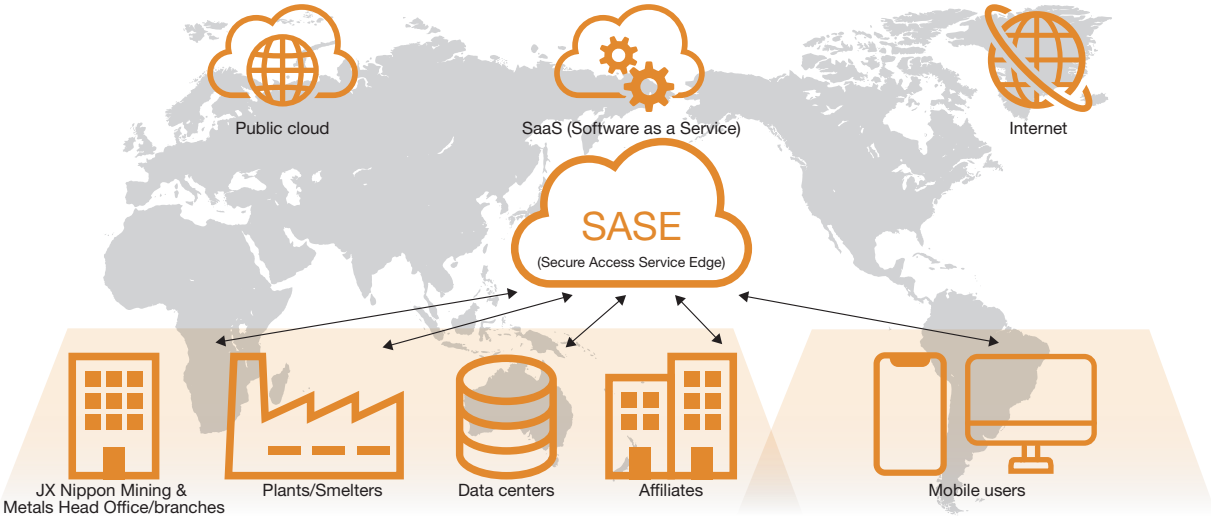 Public cloud
SaaS (Software as a Service)
Internet
SASE
(Secure Access Service Edge)
JX Nippon Mining &
Metals Head Office/branches
Plants/Smelters
Data centers
Affiliates
Mobile users